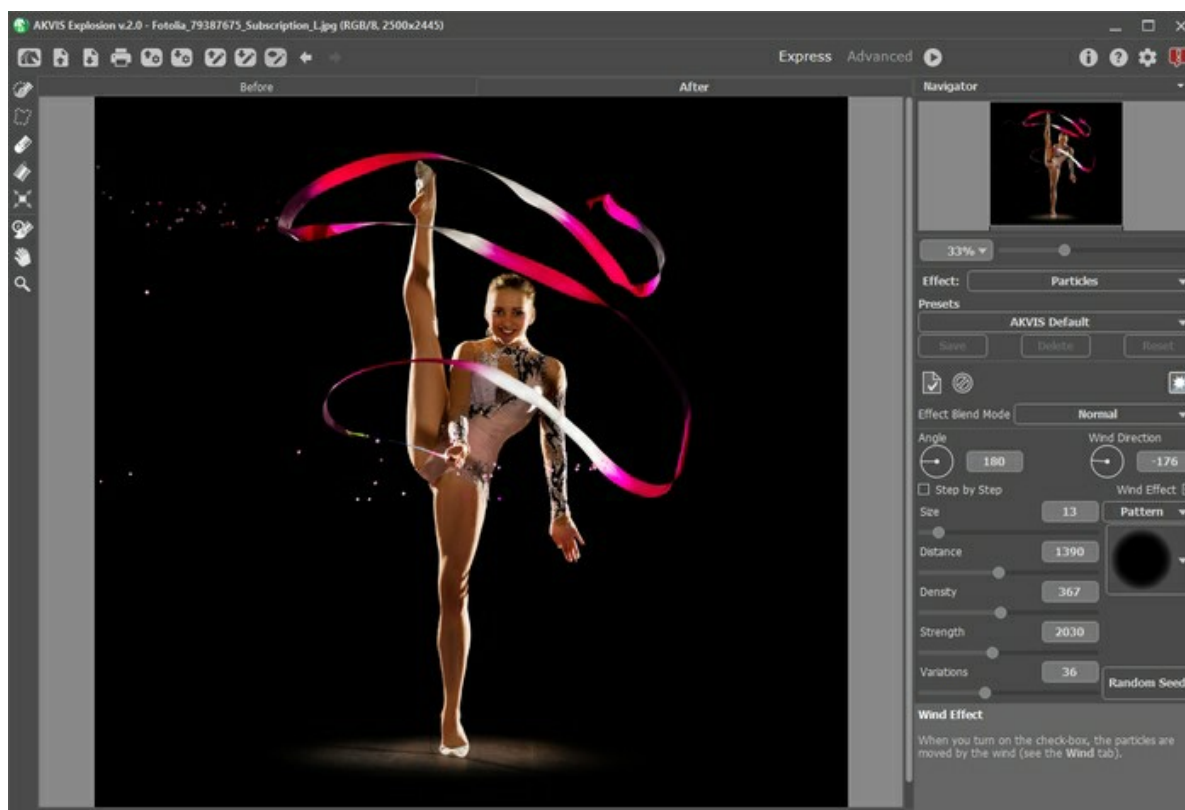 AKVIS Explosion v.2.0 - Fotolia_79387675_Subscription_L.jpg (RGB/8, 2500x2445)
Express Advanced
Before After
Navigator
33%
Effect: Particles
Presets
AKVIS Default
Save Delete Reset
Effect Blend Mode Normal
Angle Wind Direction
180 -176
Step by Step Wind Effect
Size 13 Pattern
Distance 1390
Density 367
Strength 2030
Variations 36
Random Seed
Wind Effect
When you turn on the check-box, the particles are
moved by the wind (see the Wind tab).